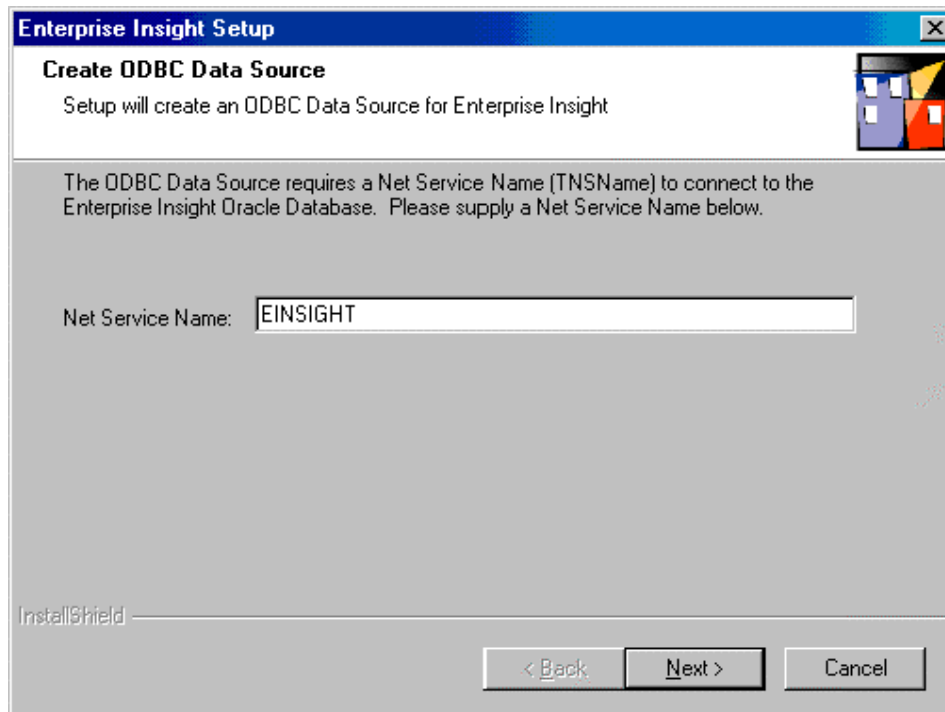 Enterprise Insight Setup
Create ODBC Data Source
Setup will create an ODBC Data Source for Enterprise Insight
The ODBC Data Source requires a Net Service Name (TNSName) to connect to the
Enterprise Insight Oracle Database.  Please supply a Net Service Name below.
Net Service Name: EINSIGHT
InstallShield
< Back Next > Cancel